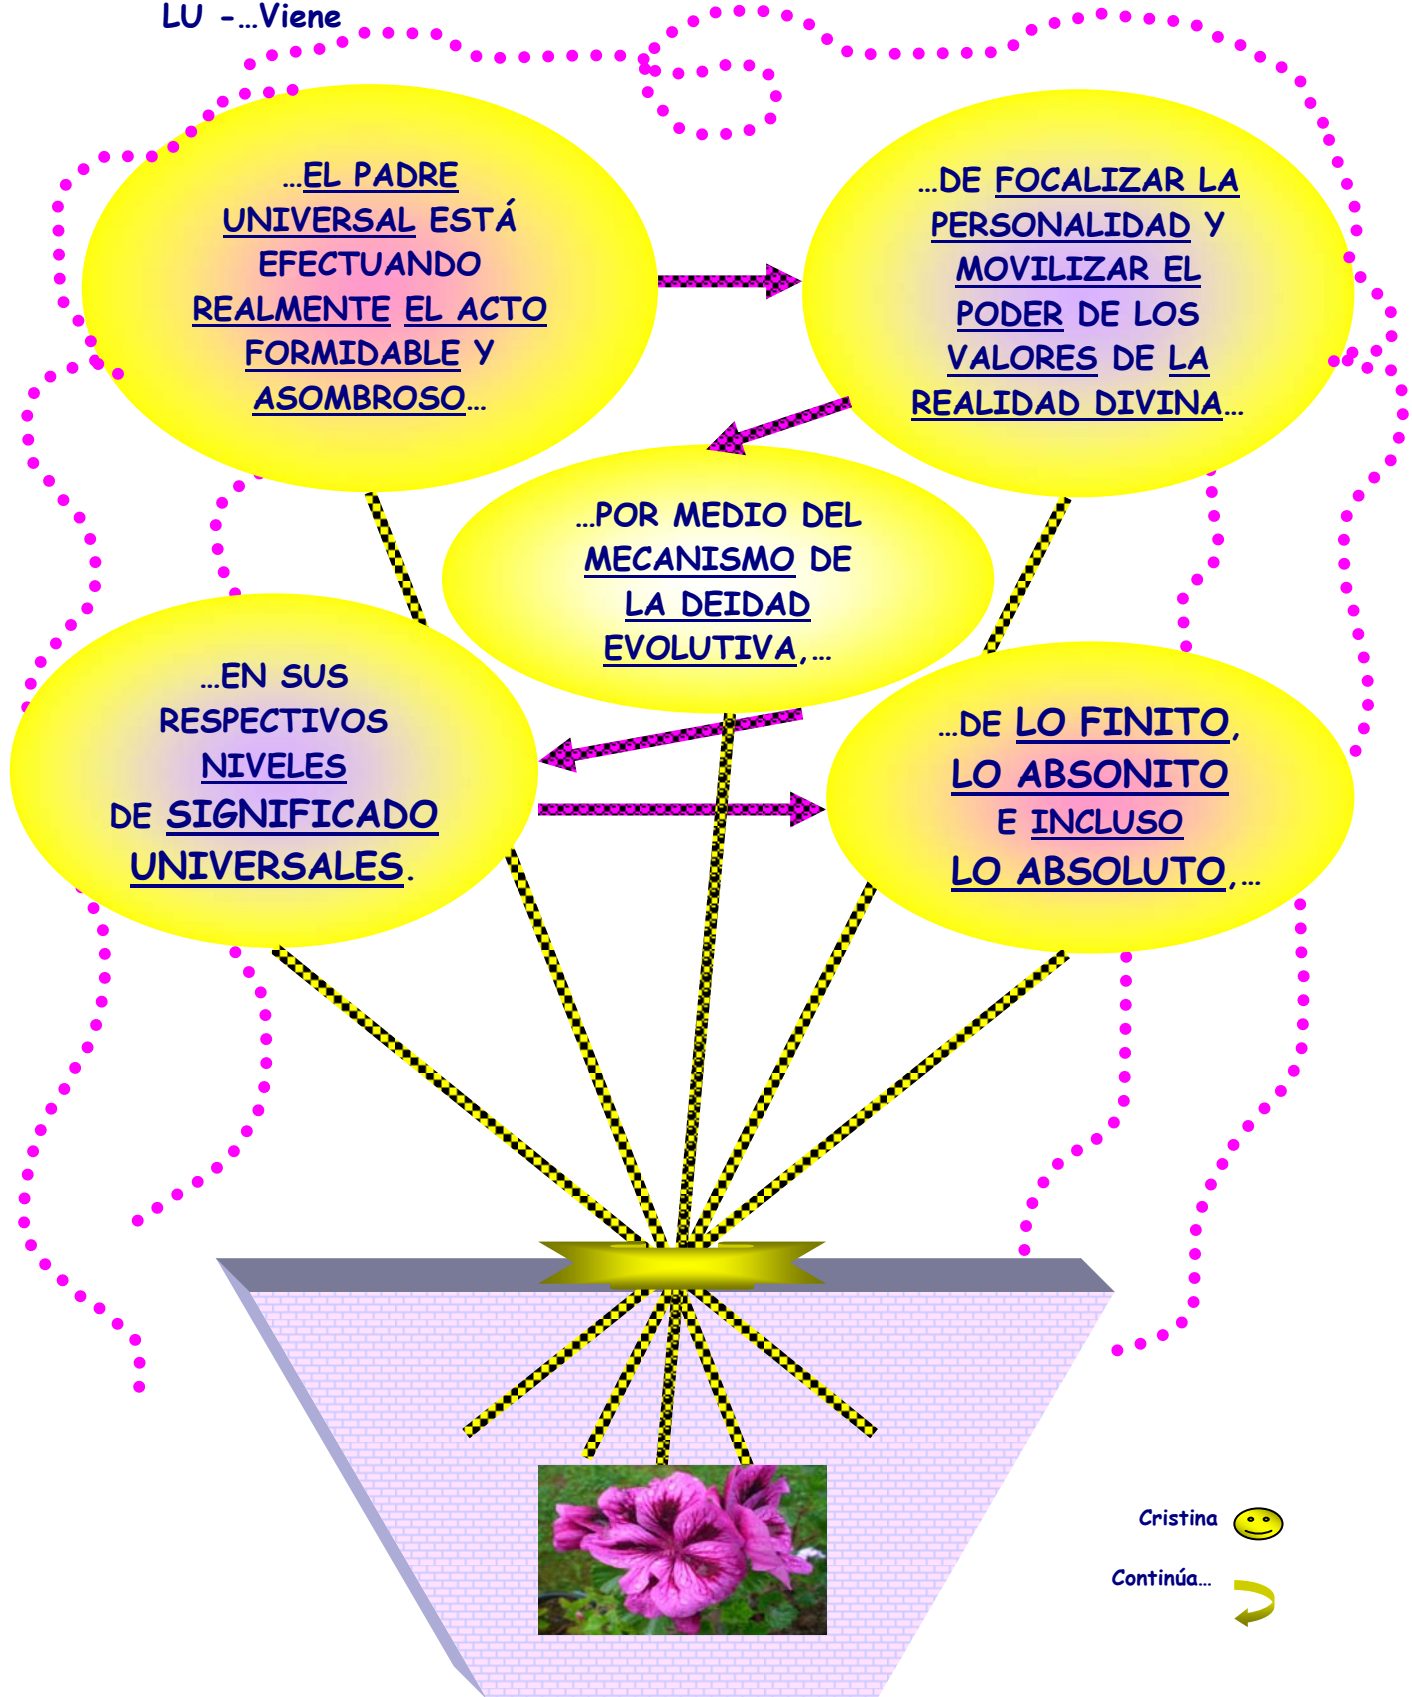 LU -...Viene
...EL PADRE
UNIVERSAL ESTÁ
EFECTUANDO
REALMENTE EL ACTO
FORMIDABLE Y
ASOMBROSO...
...DE FOCALIZAR LA
PERSONALIDAD Y
MOVILIZAR EL
PODER DE LOS
VALORES DE LA
REALIDAD DIVINA...
...POR MEDIO DEL
MECANISMO DE
LA DEIDAD
EVOLUTIVA,...
...EN SUS
RESPECTIVOS
NIVELES
DE SIGNIFICADO
UNIVERSALES.
...DE LO FINITO,
LO ABSONITO
E INCLUSO
LO ABSOLUTO,...
Cristina
Continúa...